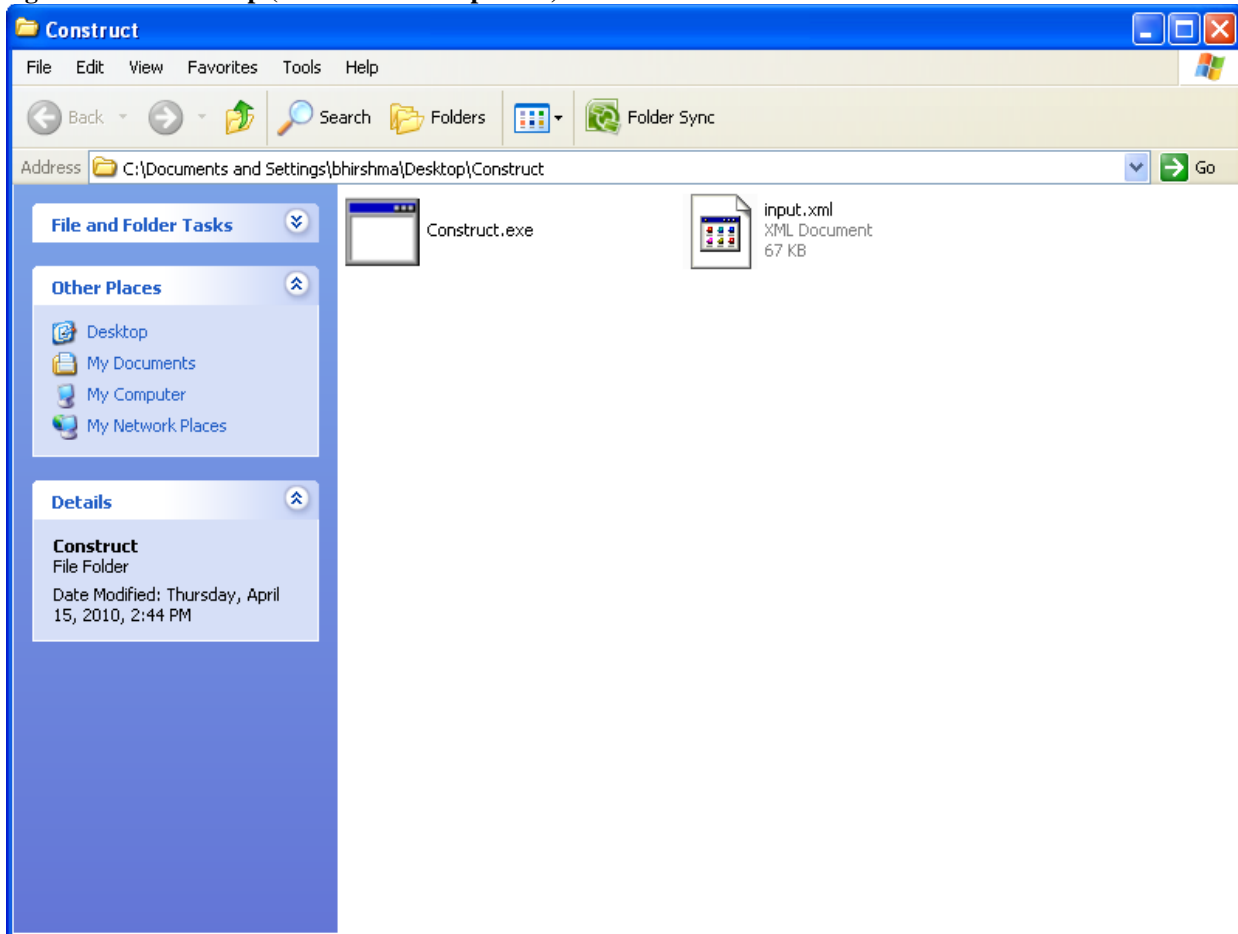 Construct
File Edit View Favorites Tools Help
Back Search Folders Folder Sync
Address C:\Documents and Settings\bhirshma\Desktop\Construct Go
File and Folder Tasks
Other Places
Desktop
My Documents
My Computer
My Network Places
Details
Construct
File Folder
Date Modified: Thursday, April
15, 2010, 2:44 PM
Construct.exe
input.xml
XML Document
67 KB